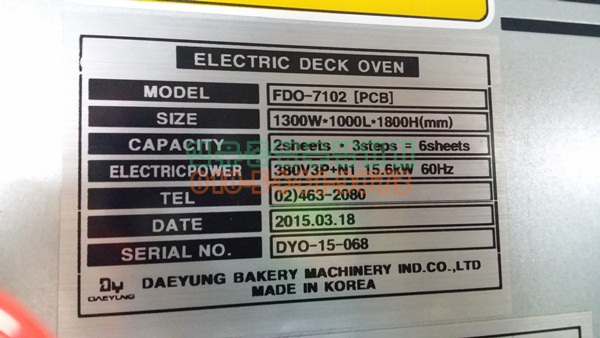 ELECTRIC DECK OVEN
MODEL FDO-7102 [PCB]
SIZE 1300W*1000L*1800H(mm)
CAPACITY 2sheets * 3steps = 6sheets
ELECTRICPOWER 380V3P+N1 15.6kW 60Hz
TEL 02)463-2080
DATE 2015.03.18
SERIAL NO. DYO-15-068
Dy DAEYUNG BAKERY MACHINERY IND.CO.,LTD
DAEYUNG MADE IN KOREA